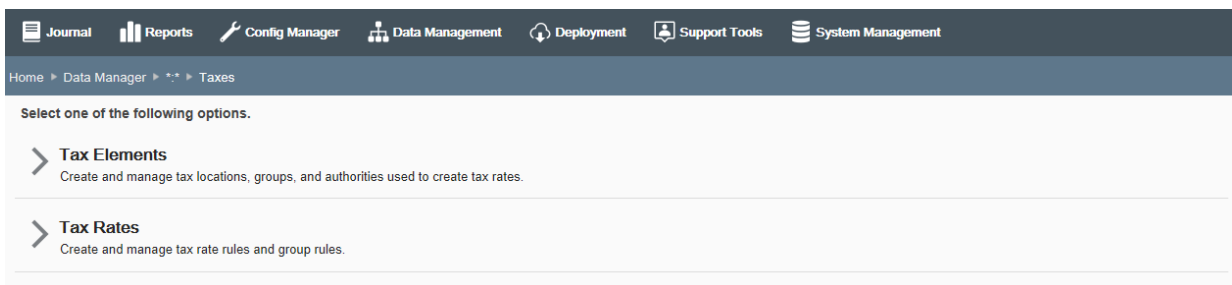 Journal Reports Config Manager Data Management Deployment Support Tools System Management
Home ▶ Data Manager ▶ *:* ▶ Taxes
Select one of the following options.
Tax Elements
Create and manage tax locations, groups, and authorities used to create tax rates.
Tax Rates
Create and manage tax rate rules and group rules.